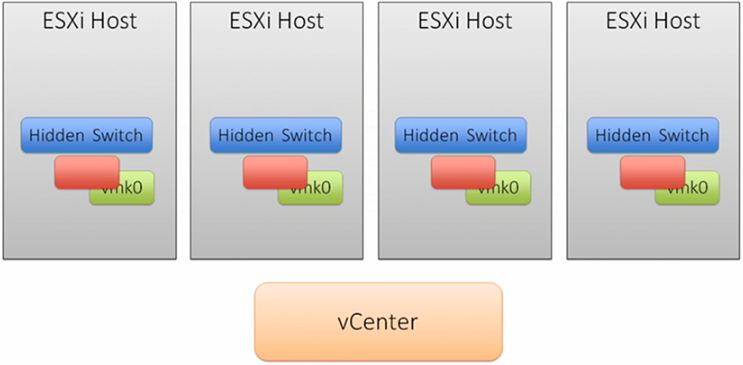 ESXi Host
ESXi Host
ESXi Host
ESXi Host
Hidden Switch
Hidden Switch
Hidden Switch
Hidden Switch
vmk0
vmk0
vmk0
vmk0
vCenter